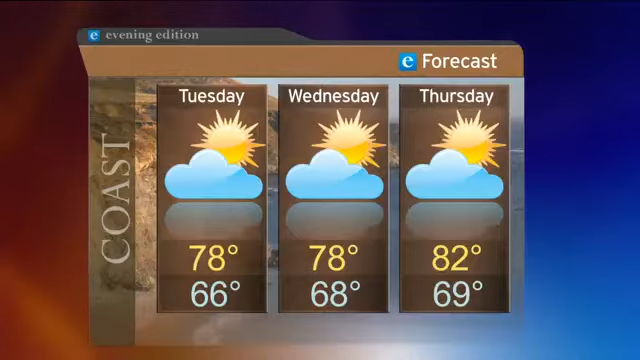 e evening edition
e Forecast
COAST
Tuesday Wednesday Thursday
78° 78° 82°
66° 68° 69°